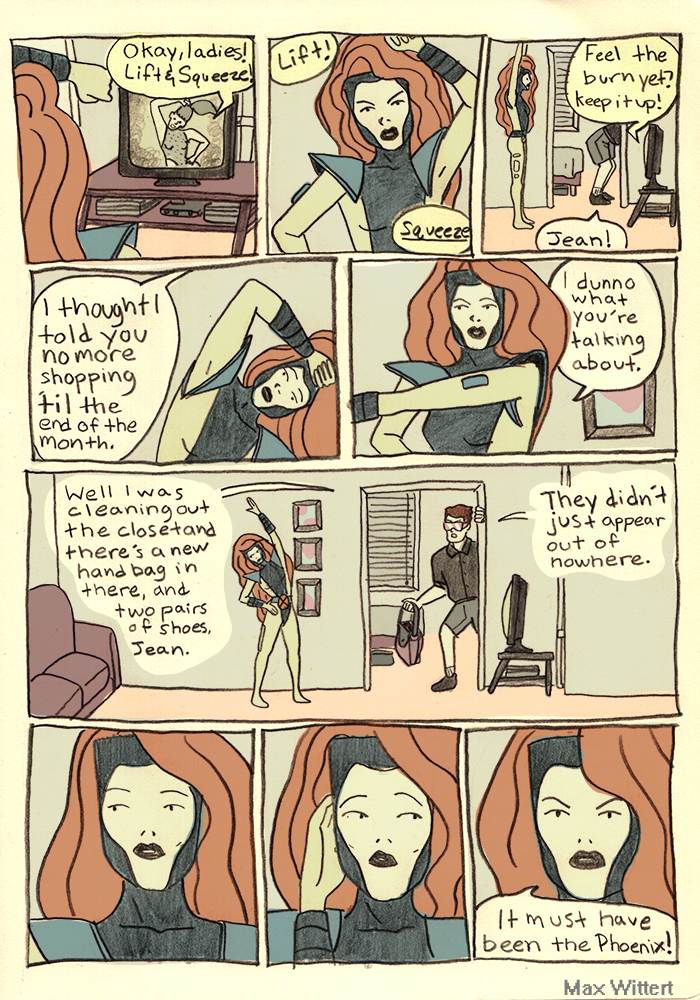 Okay, ladies!
Lift & Squeeze!
Lift!
Squeeze
Feel the
burn yet?
keep it up!
Jean!
I thought I
told you
no more
shopping
'til the
end of the
month.
I dunno
what
you're
talking
about.
Well I was
cleaning out
the closet and
there's a new
hand bag in
there, and
two pairs
of shoes,
Jean.
They didn't
just appear
out of
nowhere.
It must have
been the Phoenix!
Max Wittert